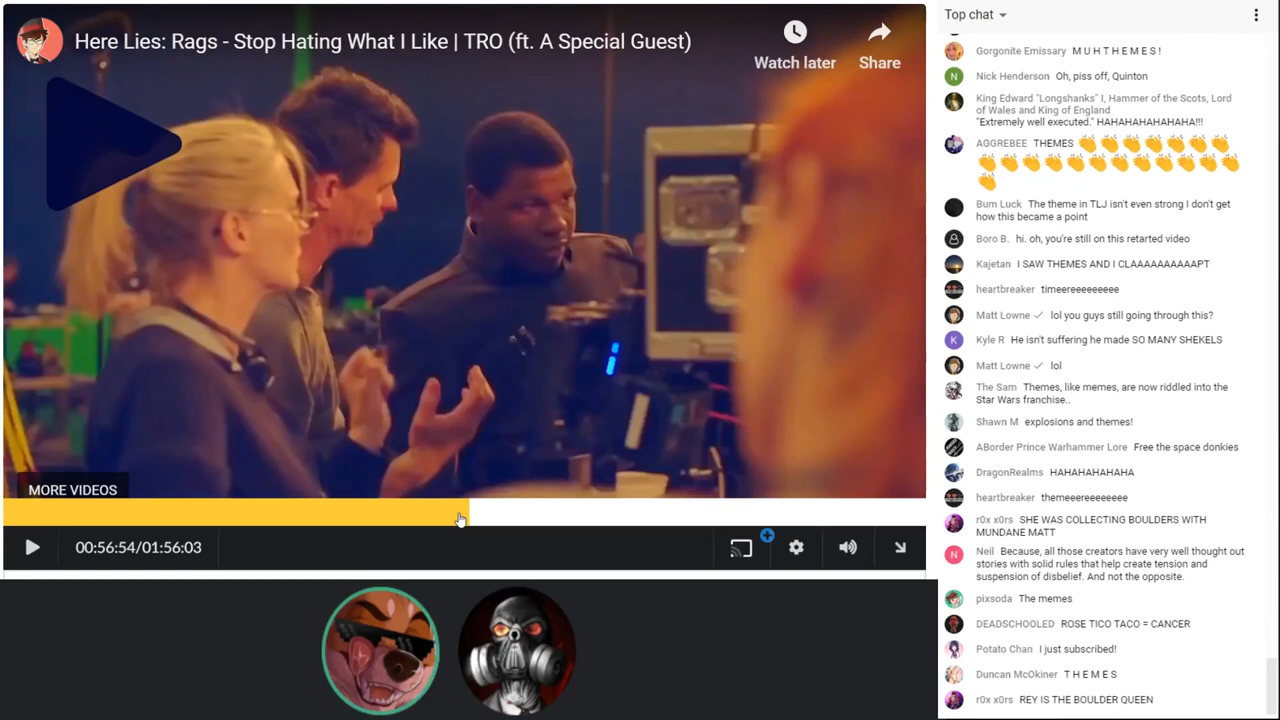 Here Lies: Rags - Stop Hating What I Like | TRO (ft. A Special Guest)
Watch later
Share
MORE VIDEOS
00:56:54/01:56:03
Top chat
Gorgonite Emissary M U H T H E M E S !
N
Nick Henderson Oh, piss off, Quinton
King Edward "Longshanks" I, Hammer of the Scots, Lord
of Wales and King of England
"Extremely well executed." HAHAHAHAHAHA!!!
AGGREBEE THEMES 👏👏👏👏👏👏👏
👏👏👏👏👏👏👏👏👏👏👏👏
👏
Bum Luck The theme in TLJ isn't even strong I don't get
how this became a point
Boro B. hi. oh, you're still on this retarted video
Kajetan I SAW THEMES AND I CLAAAAAAAAAPT
heartbreaker timeereeeeeeeee
Matt Lowne ✓ lol you guys still going through this?
K
Kyle R He isn't suffering he made SO MANY SHEKELS
Matt Lowne ✓ lol
The Sam Themes, like memes, are now riddled into the
Star Wars franchise..
Shawn M explosions and themes!
ABorder Prince Warhammer Lore Free the space donkies
DragonRealms HAHAHAHAHAHA
heartbreaker themeeereeeeeeee
r0x x0rs SHE WAS COLLECTING BOULDERS WITH
MUNDANE MATT
N
Neil Because, all those creators have very well thought out
stories with solid rules that help create tension and
suspension of disbelief. And not the opposite.
pixsoda The memes
DEADSCHOOLED ROSE TICO TACO = CANCER
Potato Chan I just subscribed!
Duncan McOkiner T H E M E S
r0x x0rs REY IS THE BOULDER QUEEN